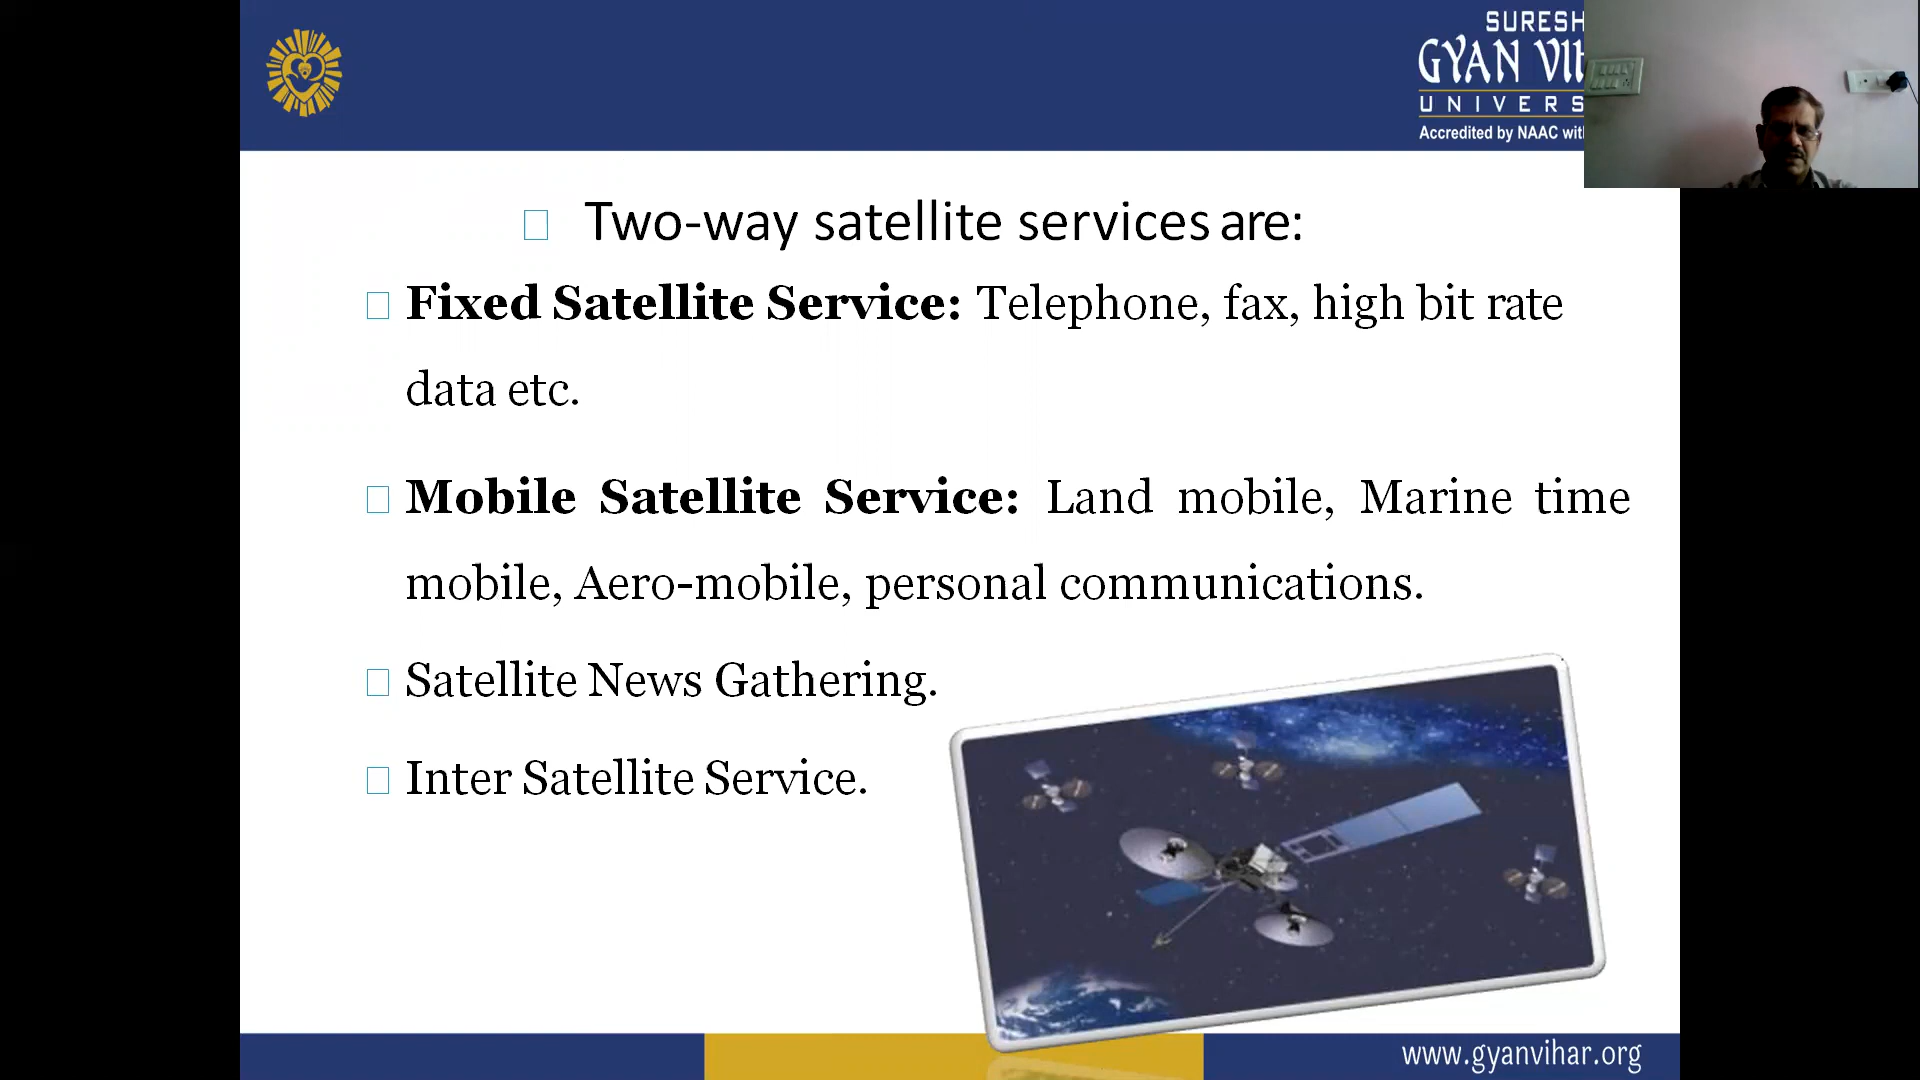 SURESH
GYAN VIH
UNIVERS
Accredited by NAAC with
Two-way satellite services are:
Fixed Satellite Service: Telephone, fax, high bit rate
data etc.
Mobile Satellite Service: Land mobile, Marine time
mobile, Aero-mobile, personal communications.
Satellite News Gathering.
Inter Satellite Service.
www.gyanvihar.org